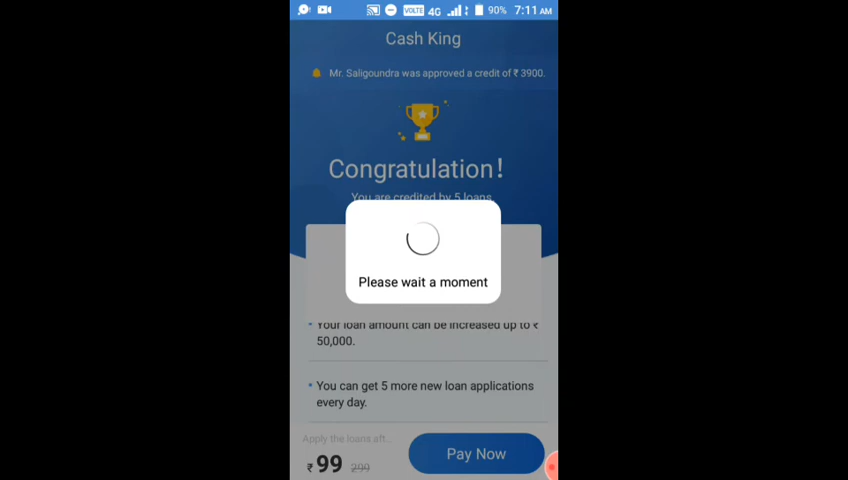 VOLTE 4G 90% 7:11 AM
Cash King
Mr. Saligoundra was approved a credit of ₹ 3900.
Congratulation!
You are credited by 5 loans
Please wait a moment
Your loan amount can be increased up to ₹
50,000.
You can get 5 more new loan applications
every day.
Apply the loans aft...
₹ 99 299
Pay Now